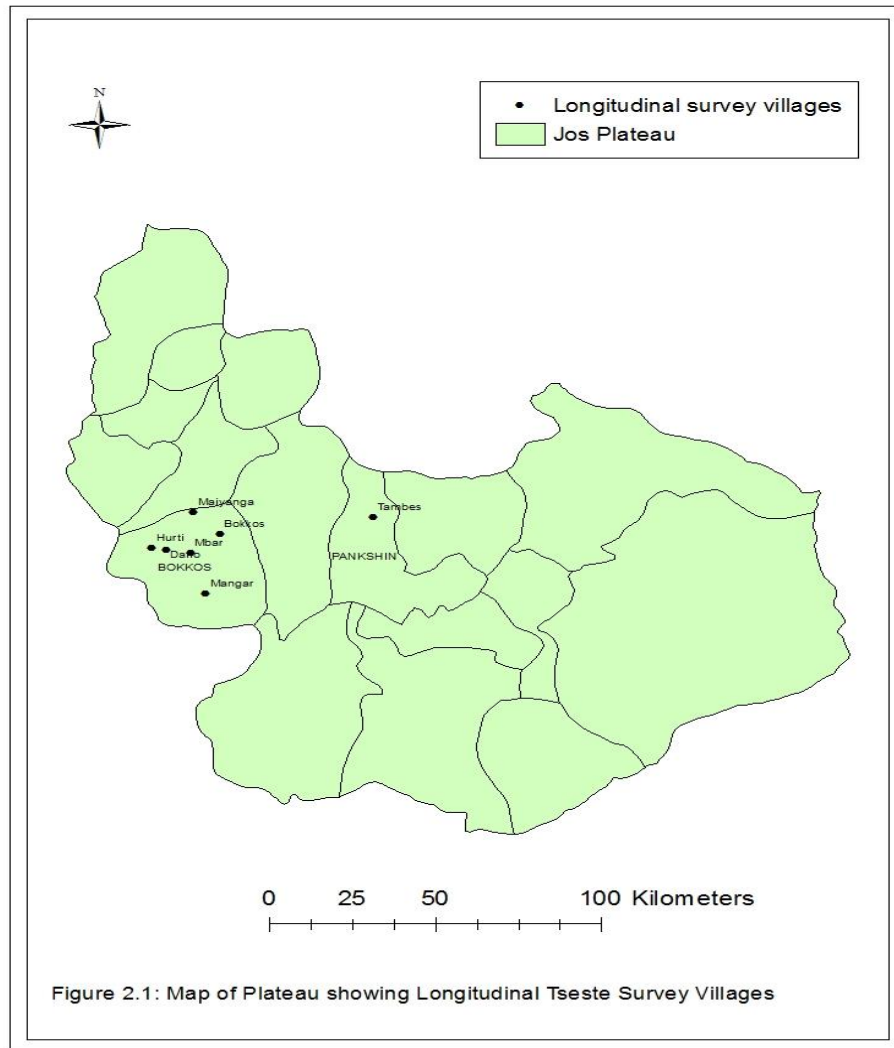 N
Longitudinal survey villages
Jos Plateau
Maiyanga
Tambes
Bokkos
Hurti
Mbar
Daffo
PANKSHIN
BOKKOS
Mangar
0 25 50 100 Kilometers
Figure 2.1: Map of Plateau showing Longitudinal Tseste Survey Villages